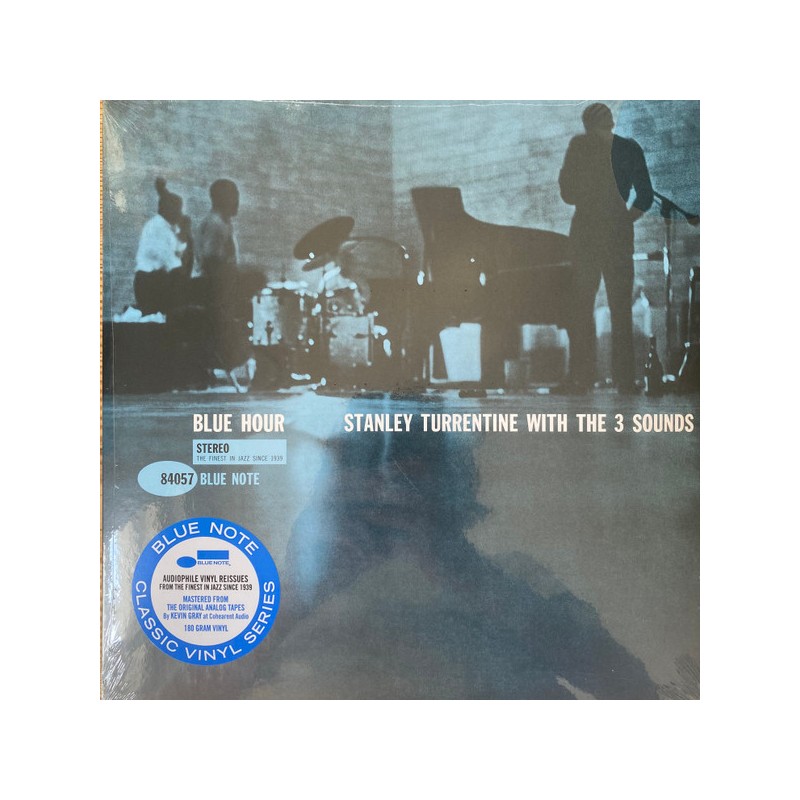 BLUE HOUR
STANLEY TURRENTINE WITH THE 3 SOUNDS
STEREO
THE FINEST IN JAZZ SINCE 1939
84057 BLUE NOTE
BLUE NOTE
BLUE NOTE
AUDIOPHILE VINYL REISSUES
FROM THE FINEST IN JAZZ SINCE 1939
MASTERED FROM
THE ORIGINAL ANALOG TAPES
By KEVIN GRAY at Cohearent Audio
180 GRAM VINYL
CLASSIC VINYL SERIES